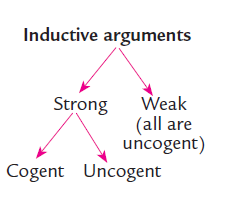 Inductive arguments
Strong Weak
(all are
uncogent)
Cogent Uncogent